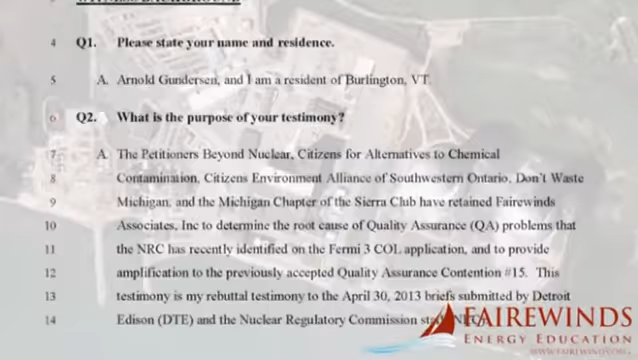 WITNESS BACKGROUND
4 Q1. Please state your name and residence.
5 A. Arnold Gundersen, and I am a resident of Burlington, VT.
6 Q2. What is the purpose of your testimony?
7 A. The Petitioners Beyond Nuclear, Citizens for Alternatives to Chemical
8 Contamination, Citizens Environment Alliance of Southwestern Ontario, Don't Waste
9 Michigan, and the Michigan Chapter of the Sierra Club have retained Fairewinds
10 Associates, Inc to determine the root cause of Quality Assurance (QA) problems that
11 the NRC has recently identified on the Fermi 3 COL application, and to provide
12 amplification to the previously accepted Quality Assurance Contention #15. This
13 testimony is my rebuttal testimony to the April 30, 2013 briefs submitted by Detroit
14 Edison (DTE) and the Nuclear Regulatory Commission
FAIREWINDS
ENERGY EDUCATION
WWW.FAIREWINDS.ORG